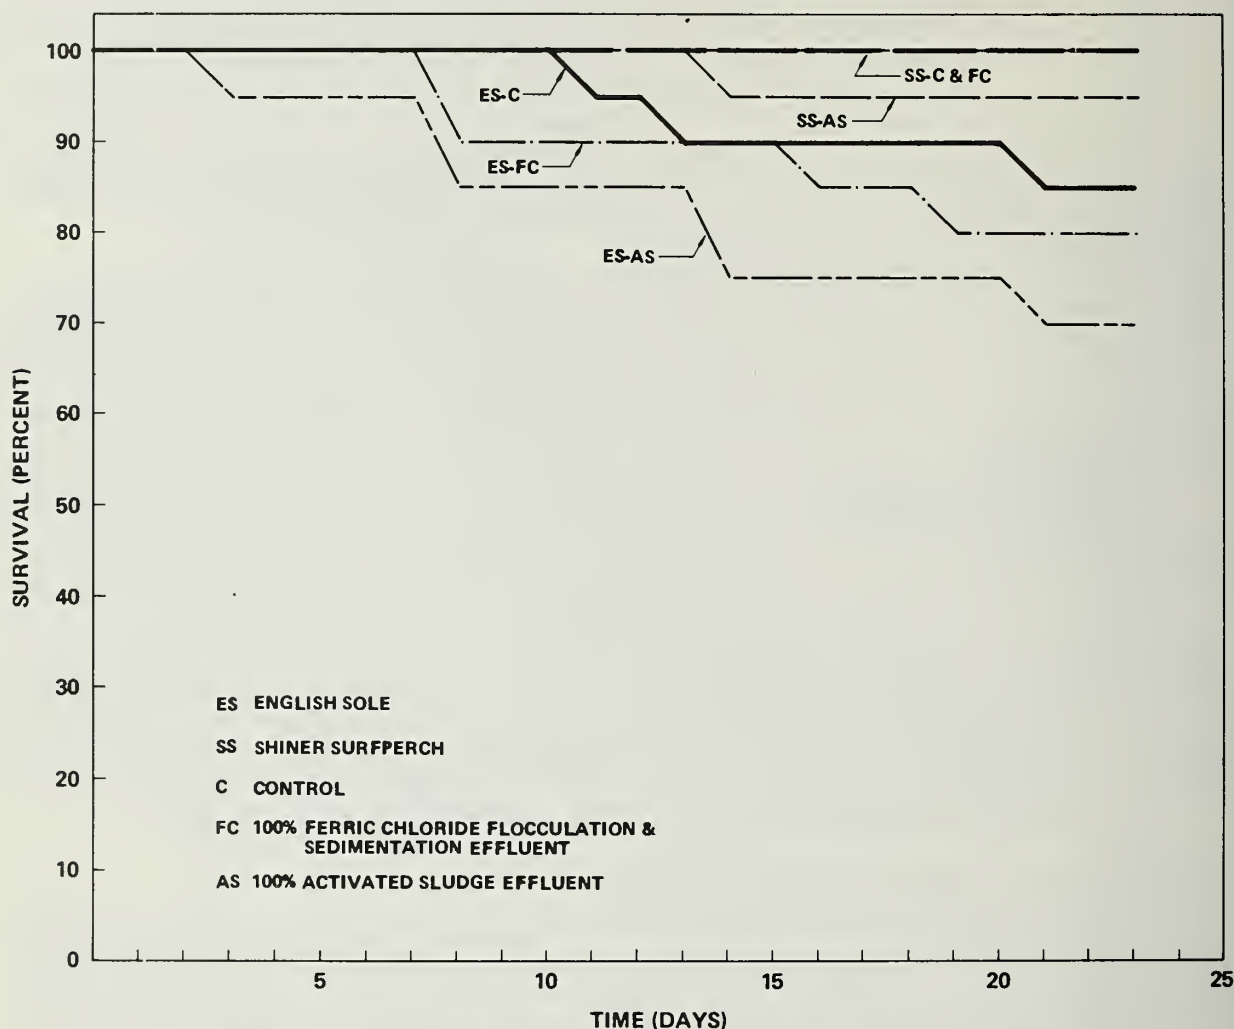 100
90
80
70
60
50
40
30
20
10
0
SURVIVAL (PERCENT)
SS-C & FC
ES-C
SS-AS
ES-FC
ES-AS
ES ENGLISH SOLE
SS SHINER SURFPERCH
C CONTROL
FC 100% FERRIC CHLORIDE FLOCCULATION &
SEDIMENTATION EFFLUENT
AS 100% ACTIVATED SLUDGE EFFLUENT
5 10 15 20 25
TIME (DAYS)